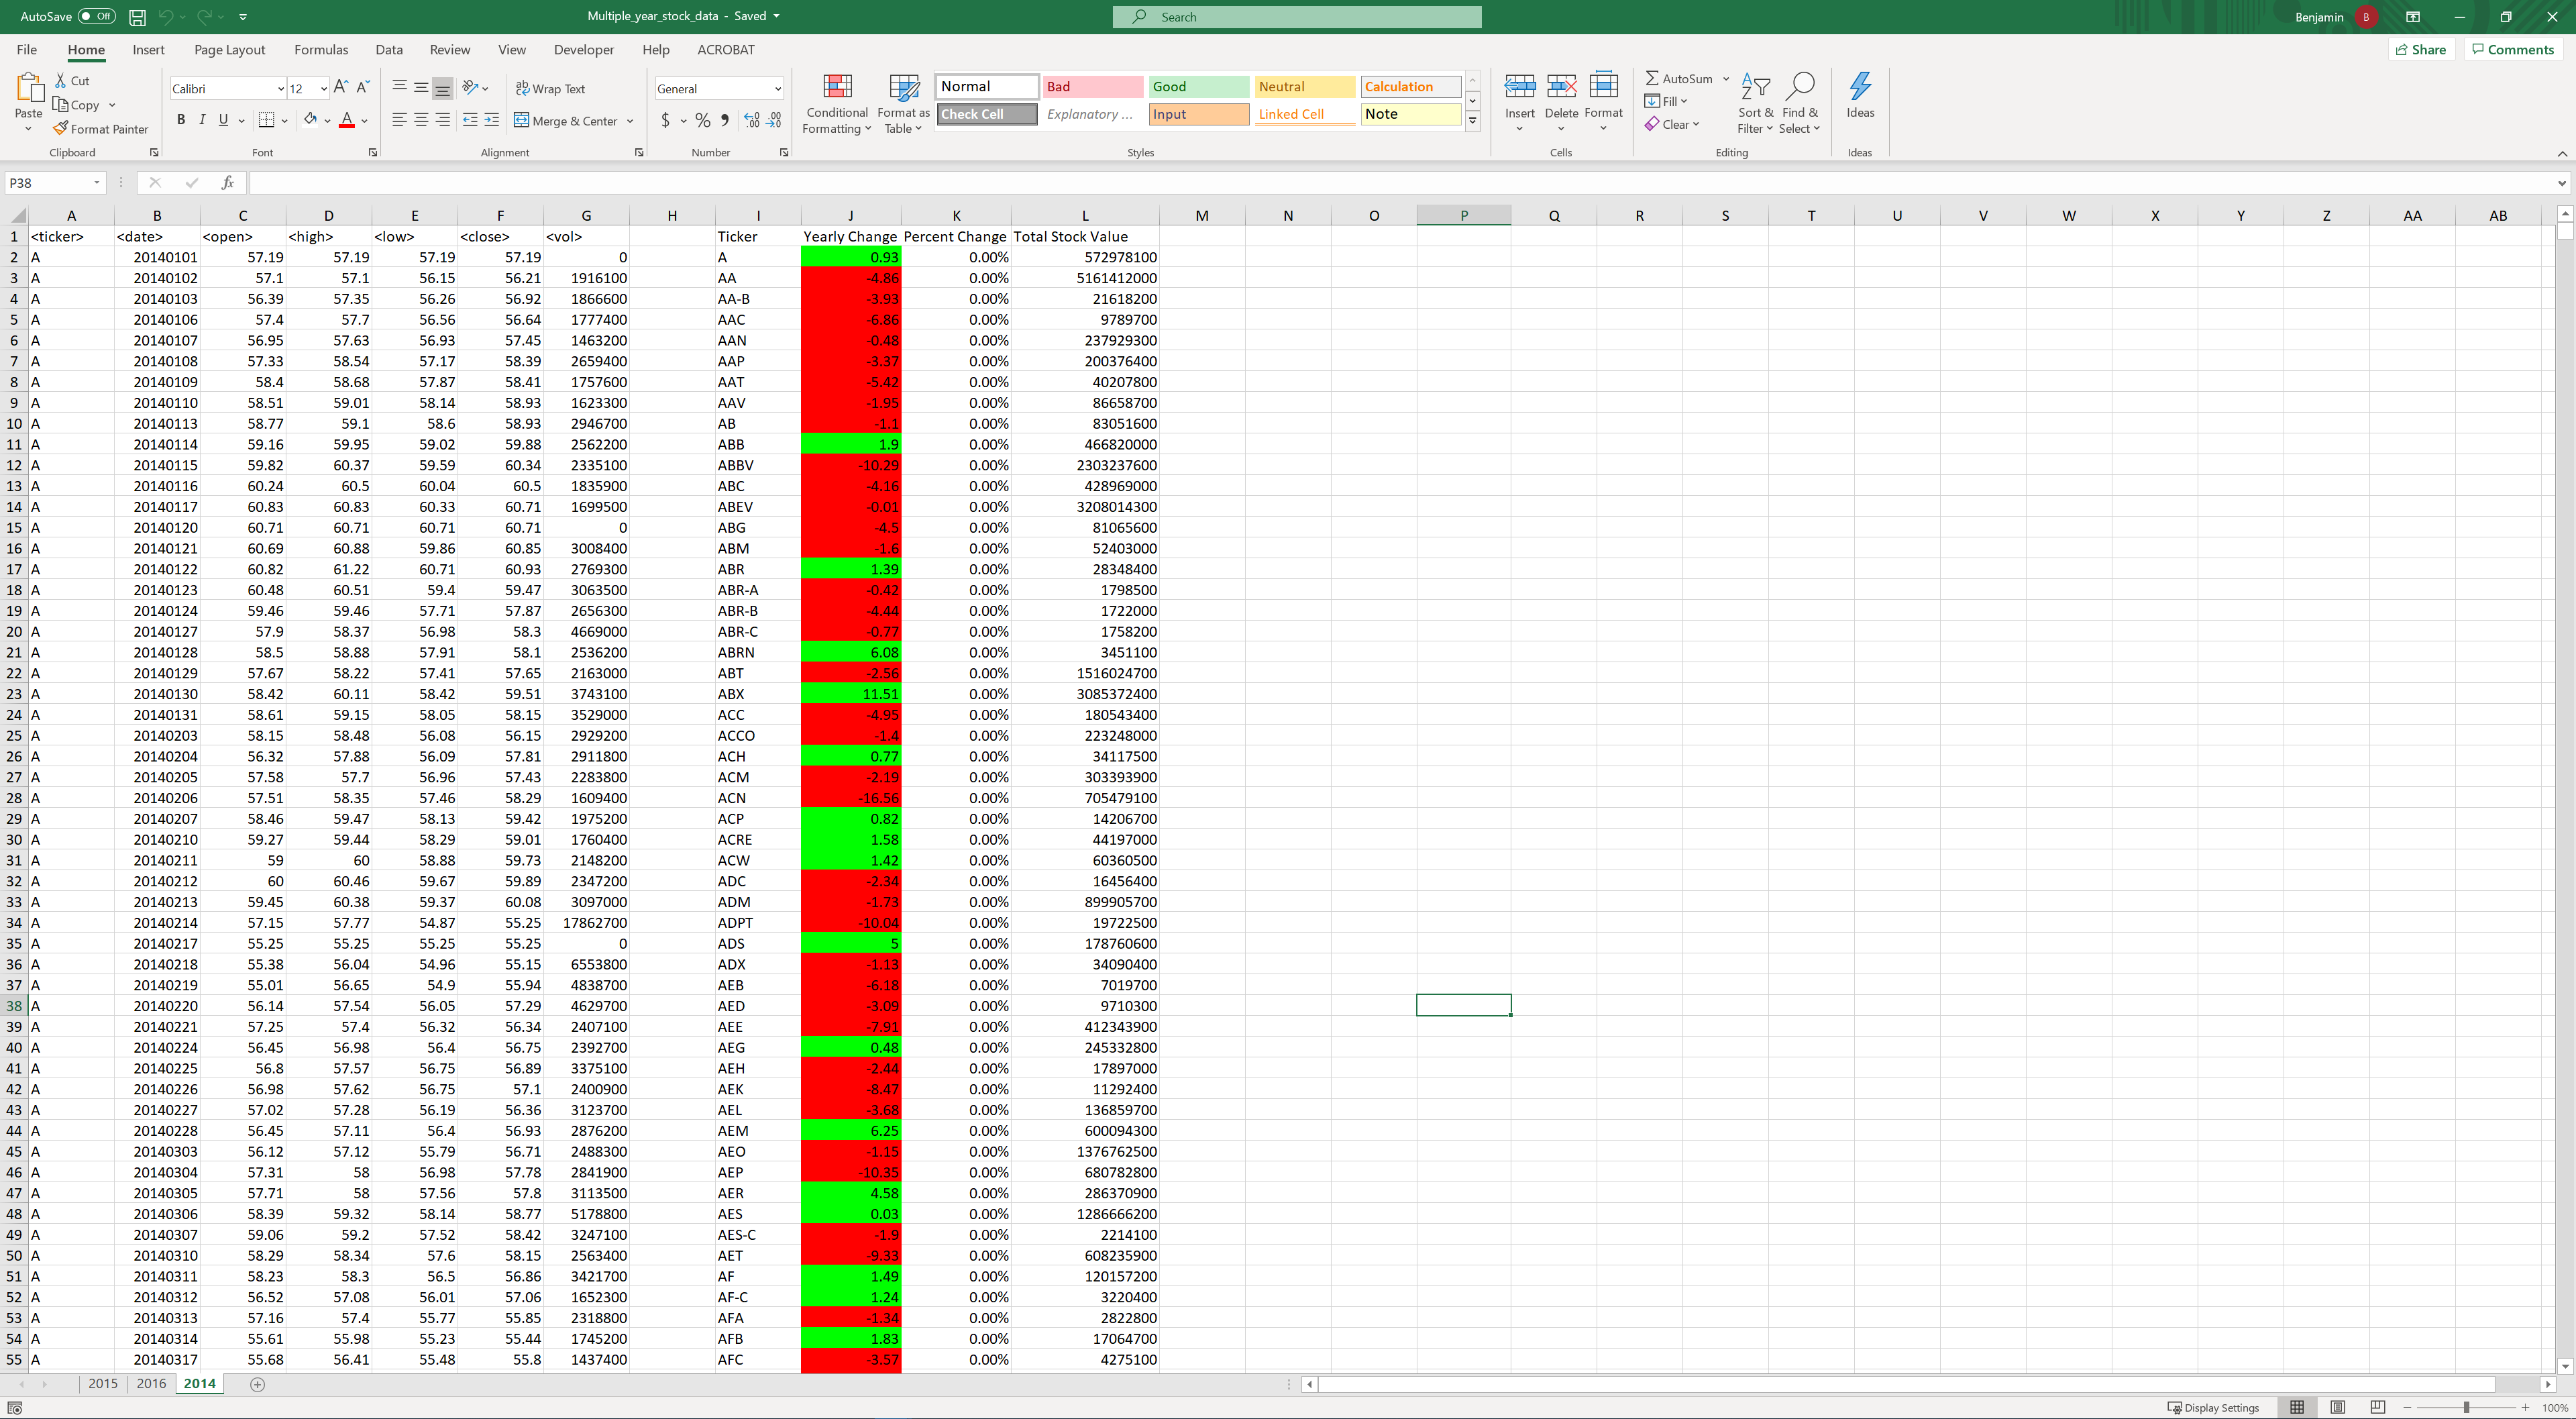 AutoSave Off Multiple_year_stock_data - Saved Search Benjamin B
File Home Insert Page Layout Formulas Data Review View Developer Help ACROBAT Share Comments
Paste Cut Copy Format Painter Clipboard
Calibri 12 B I U A Font
ab Wrap Text Merge & Center Alignment
General $ % Number
Conditional Formatting Format as Table
Normal Bad Good Neutral Calculation
Check Cell Explanatory ... Input Linked Cell Note
Styles
Insert Delete Format Cells
AutoSum Fill Clear Sort & Filter Find & Select Editing
Ideas Ideas
P38 fx
A B C D E F G H I J K L M N O P Q R S T U V W X Y Z AA AB
1 <ticker> <date> <open> <high> <low> <close> <vol> Ticker Yearly Change Percent Change Total Stock Value
2 A 20140101 57.19 57.19 57.19 57.19 0 A 0.93 0.00% 572978100
3 A 20140102 57.1 57.1 56.15 56.21 1916100 AA -4.86 0.00% 5161412000
4 A 20140103 56.39 57.35 56.26 56.92 1866600 AA-B -3.93 0.00% 21618200
5 A 20140106 57.4 57.7 56.56 56.64 1777400 AAC -6.86 0.00% 9789700
6 A 20140107 56.95 57.63 56.93 57.45 1463200 AAN -0.48 0.00% 237929300
7 A 20140108 57.33 58.54 57.17 58.39 2659400 AAP -3.37 0.00% 200376400
8 A 20140109 58.4 58.68 57.87 58.41 1757600 AAT -5.42 0.00% 40207800
9 A 20140110 58.51 59.01 58.14 58.93 1623300 AAV -1.95 0.00% 86658700
10 A 20140113 58.77 59.1 58.6 58.93 2946700 AB -1.1 0.00% 83051600
11 A 20140114 59.16 59.95 59.02 59.88 2562200 ABB 1.9 0.00% 466820000
12 A 20140115 59.82 60.37 59.59 60.34 2335100 ABBV -10.29 0.00% 2303237600
13 A 20140116 60.24 60.5 60.04 60.5 1835900 ABC -4.16 0.00% 428969000
14 A 20140117 60.83 60.83 60.33 60.71 1699500 ABEV -0.01 0.00% 3208014300
15 A 20140120 60.71 60.71 60.71 60.71 0 ABG -4.5 0.00% 81065600
16 A 20140121 60.69 60.88 59.86 60.85 3008400 ABM -1.6 0.00% 52403000
17 A 20140122 60.82 61.22 60.71 60.93 2769300 ABR 1.39 0.00% 28348400
18 A 20140123 60.48 60.51 59.4 59.47 3063500 ABR-A -0.42 0.00% 1798500
19 A 20140124 59.46 59.46 57.71 57.87 2656300 ABR-B -4.44 0.00% 1722000
20 A 20140127 57.9 58.37 56.98 58.3 4669000 ABR-C -0.77 0.00% 1758200
21 A 20140128 58.5 58.88 57.91 58.1 2536200 ABRN 6.08 0.00% 3451100
22 A 20140129 57.67 58.22 57.41 57.65 2163000 ABT -2.56 0.00% 1516024700
23 A 20140130 58.42 60.11 58.42 59.51 3743100 ABX 11.51 0.00% 3085372400
24 A 20140131 58.61 59.15 58.05 58.15 3529000 ACC -4.95 0.00% 180543400
25 A 20140203 58.15 58.48 56.08 56.15 2929200 ACCO -1.4 0.00% 223248000
26 A 20140204 56.32 57.88 56.09 57.81 2911800 ACH 0.77 0.00% 34117500
27 A 20140205 57.58 57.7 56.96 57.43 2283800 ACM -2.19 0.00% 303393900
28 A 20140206 57.51 58.35 57.46 58.29 1609400 ACN -16.56 0.00% 705479100
29 A 20140207 58.46 59.47 58.13 59.42 1975200 ACP 0.82 0.00% 14206700
30 A 20140210 59.27 59.44 58.29 59.01 1760400 ACRE 1.58 0.00% 44197000
31 A 20140211 59 60 58.88 59.73 2148200 ACW 1.42 0.00% 60360500
32 A 20140212 60 60.46 59.67 59.89 2347200 ADC -2.34 0.00% 16456400
33 A 20140213 59.45 60.38 59.37 60.08 3097000 ADM -1.73 0.00% 899905700
34 A 20140214 57.15 57.77 54.87 55.25 17862700 ADPT -10.04 0.00% 19722500
35 A 20140217 55.25 55.25 55.25 55.25 0 ADS 5 0.00% 178760600
36 A 20140218 55.38 56.04 54.96 55.15 6553800 ADX -1.13 0.00% 34090400
37 A 20140219 55.01 56.65 54.9 55.94 4838700 AEB -6.18 0.00% 7019700
38 A 20140220 56.14 57.54 56.05 57.29 4629700 AED -3.09 0.00% 9710300
39 A 20140221 57.25 57.4 56.32 56.34 2407100 AEE -7.91 0.00% 412343900
40 A 20140224 56.45 56.98 56.4 56.75 2392700 AEG 0.48 0.00% 245332800
41 A 20140225 56.8 57.57 56.75 56.89 3375100 AEH -2.44 0.00% 17897000
42 A 20140226 56.98 57.62 56.75 57.1 2400900 AEK -8.47 0.00% 11292400
43 A 20140227 57.02 57.28 56.19 56.36 3123700 AEL -3.68 0.00% 136859700
44 A 20140228 56.45 57.11 56.4 56.93 2876200 AEM 6.25 0.00% 600094300
45 A 20140303 56.12 57.12 55.79 56.71 2488300 AEO -1.15 0.00% 1376762500
46 A 20140304 57.31 58 56.98 57.78 2841900 AEP -10.35 0.00% 680782800
47 A 20140305 57.71 58 57.56 57.8 3113500 AER 4.58 0.00% 286370900
48 A 20140306 58.39 59.32 58.14 58.77 5178800 AES 0.03 0.00% 1286666200
49 A 20140307 59.06 59.2 57.52 58.42 3247100 AES-C -1.9 0.00% 2214100
50 A 20140310 58.29 58.34 57.6 58.15 2563400 AET -9.33 0.00% 608235900
51 A 20140311 58.23 58.3 56.5 56.86 3421700 AF 1.49 0.00% 120157200
52 A 20140312 56.52 57.08 56.01 57.06 1652300 AF-C 1.24 0.00% 3220400
53 A 20140313 57.16 57.4 55.77 55.85 2318800 AFA -1.34 0.00% 2822800
54 A 20140314 55.61 55.98 55.23 55.44 1745200 AFB 1.83 0.00% 17064700
55 A 20140317 55.68 56.41 55.48 55.8 1437400 AFC -3.57 0.00% 4275100
2015 2016 2014
Display Settings 100%